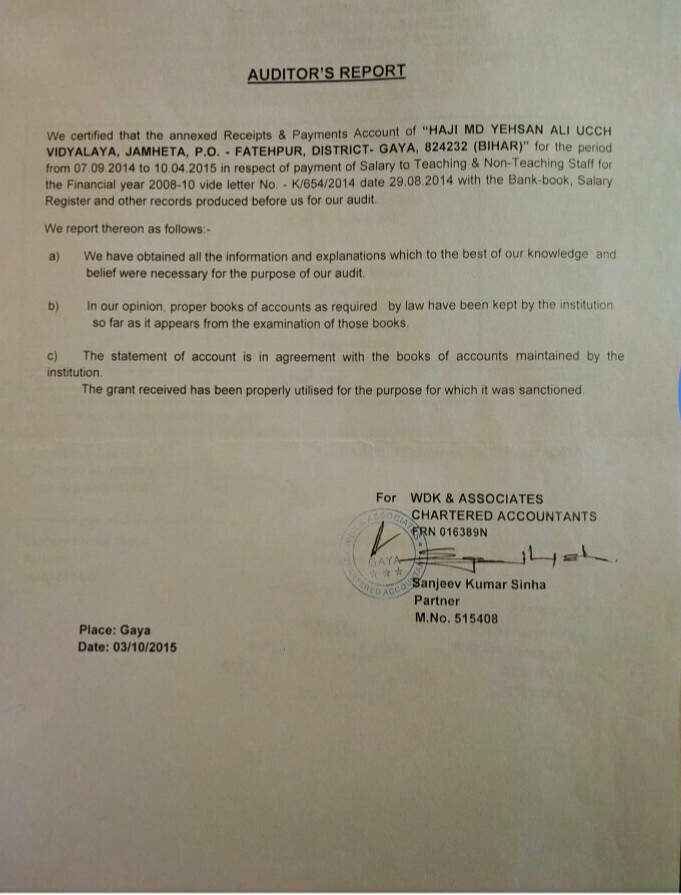 AUDITOR'S REPORT
We certified that the annexed Receipts & Payments Account of "HAJI MD YEHSAN ALI UCCH
VIDYALAYA, JAMHETA, P.O. - FATEHPUR, DISTRICT- GAYA, 824232 (BIHAR)" for the period
from 07.09.2014 to 10.04.2015 in respect of payment of Salary to Teaching & Non-Teaching Staff for
the Financial year 2008-10 vide letter No. - K/654/2014 date 29.08.2014 with the Bank-book, Salary
Register and other records produced before us for our audit.
We report thereon as follows:-
a) We have obtained all the information and explanations which to the best of our knowledge and
belief were necessary for the purpose of our audit.
b) In our opinion, proper books of accounts as required by law have been kept by the institution
so far as it appears from the examination of those books.
c) The statement of account is in agreement with the books of accounts maintained by the
institution.
The grant received has been properly utilised for the purpose for which it was sanctioned.
For WDK & ASSOCIATES
CHARTERED ACCOUNTANTS
FRN 016389N
GAYA
Sanjeev Kumar Sinha
Partner
M.No. 515408
Place: Gaya
Date: 03/10/2015